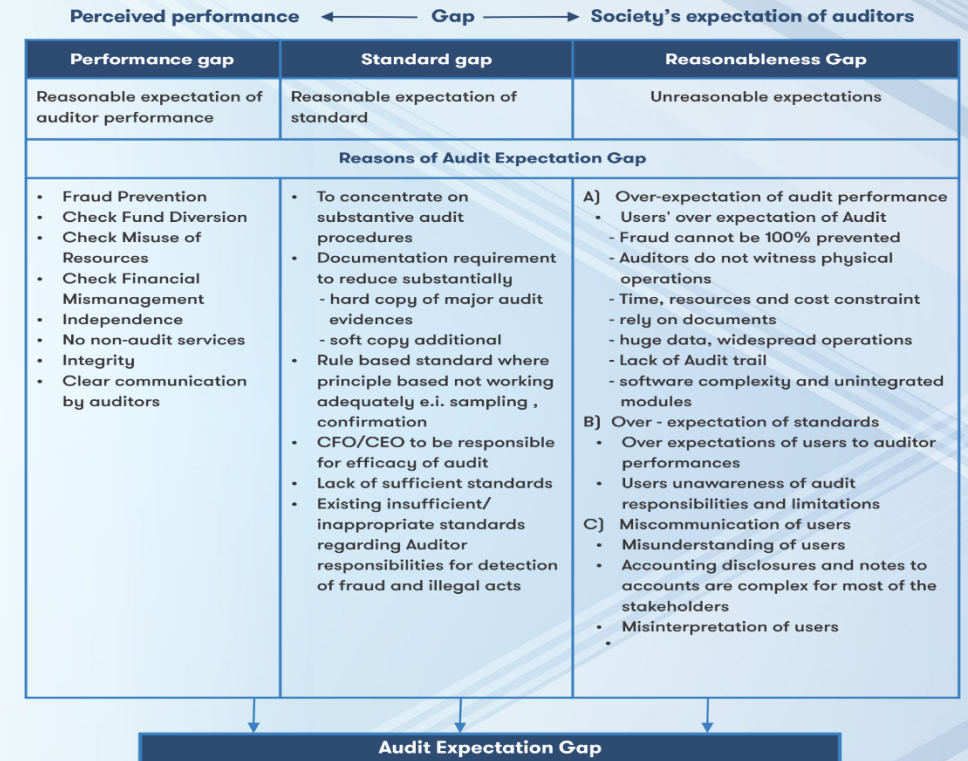 Perceived performance Gap Society's expectation of auditors
Performance gap
Standard gap
Reasonableness Gap
Reasonable expectation of
auditor performance
Reasonable expectation of
standard
Unreasonable expectations
Reasons of Audit Expectation Gap
• Fraud Prevention
• Check Fund Diversion
• Check Misuse of
Resources
• Check Financial
Mismanagement
• Independence
• No non-audit services
• Integrity
• Clear communication
by auditors
• To concentrate on
substantive audit
procedures
• Documentation requirement
to reduce substantially
- hard copy of major audit
evidences
- soft copy additional
• Rule based standard where
principle based not working
adequately e.i. sampling ,
confirmation
• CFO/CEO to be responsible
for efficacy of audit
• Lack of sufficient standards
• Existing insufficient/
inappropriate standards
regarding Auditor
responsibilities for detection
of fraud and illegal acts
A) Over-expectation of audit performance
• Users' over expectation of Audit
- Fraud cannot be 100% prevented
- Auditors do not witness physical
operations
- Time, resources and cost constraint
- rely on documents
- huge data, widespread operations
- Lack of Audit trail
- software complexity and unintegrated
modules
B) Over - expectation of standards
• Over expectations of users to auditor
performances
• Users unawareness of audit
responsibilities and limitations
C) Miscommunication of users
• Misunderstanding of users
• Accounting disclosures and notes to
accounts are complex for most of the
stakeholders
• Misinterpretation of users
•
Audit Expectation Gap